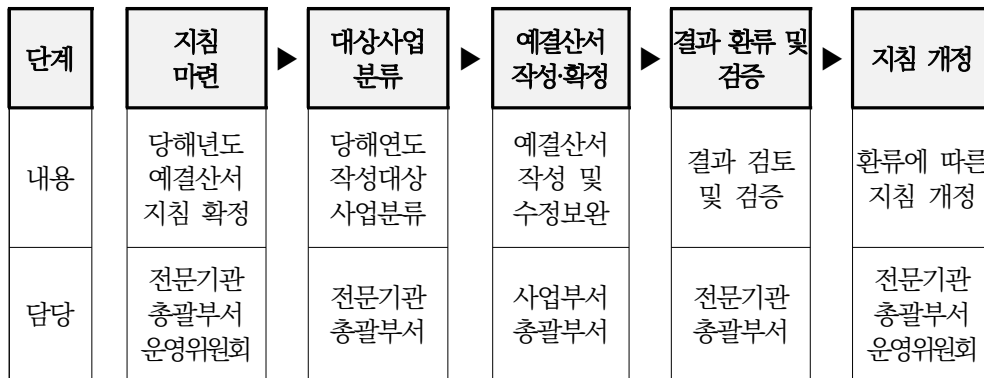 단계
지침
마련
▶
대상사업
분류
▶
예결산서
작성·확정
▶
결과 환류 및
검증
▶
지침 개정
내용
당해년도
예결산서
지침 확정
당해연도
작성대상
사업분류
예결산서
작성 및
수정보완
결과 검토
및 검증
환류에 따른
지침 개정
담당
전문기관
총괄부서
운영위원회
전문기관
총괄부서
사업부서
총괄부서
전문기관
총괄부서
전문기관
총괄부서
운영위원회